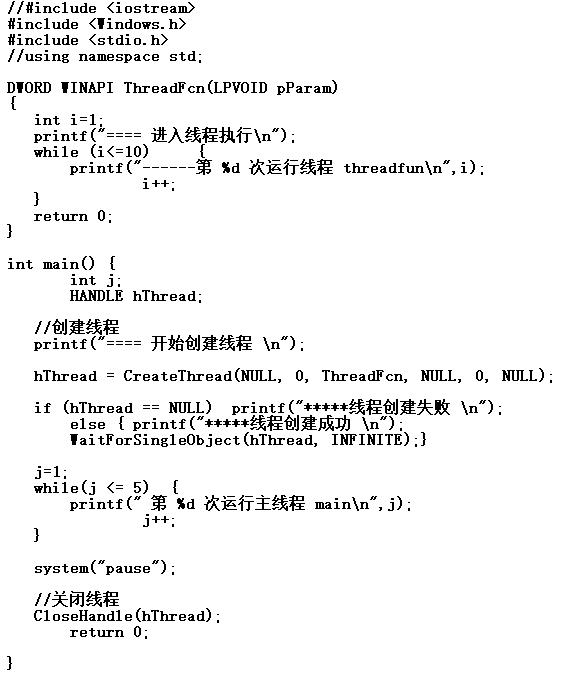 //#include <iostream>
#include <Windows.h>
#include <stdio.h>
//using namespace std;
DWORD WINAPI ThreadFcn(LPVOID pParam)
{
int i=1;
printf("==== 进入线程执行\n");
while (i<=10) {
printf("------第 %d 次运行线程 threadfun\n",i);
i++;
}
return 0;
}
int main() {
int j;
HANDLE hThread;
//创建线程
printf("==== 开始创建线程 \n");
hThread = CreateThread(NULL, 0, ThreadFcn, NULL, 0, NULL);
if (hThread == NULL) printf("*****线程创建失败 \n");
else { printf("*****线程创建成功 \n");
WaitForSingleObject(hThread, INFINITE);}
j=1;
while(j <= 5) {
printf(" 第 %d 次运行主线程 main\n",j);
j++;
}
system("pause");
//关闭线程
CloseHandle(hThread);
return 0;
}